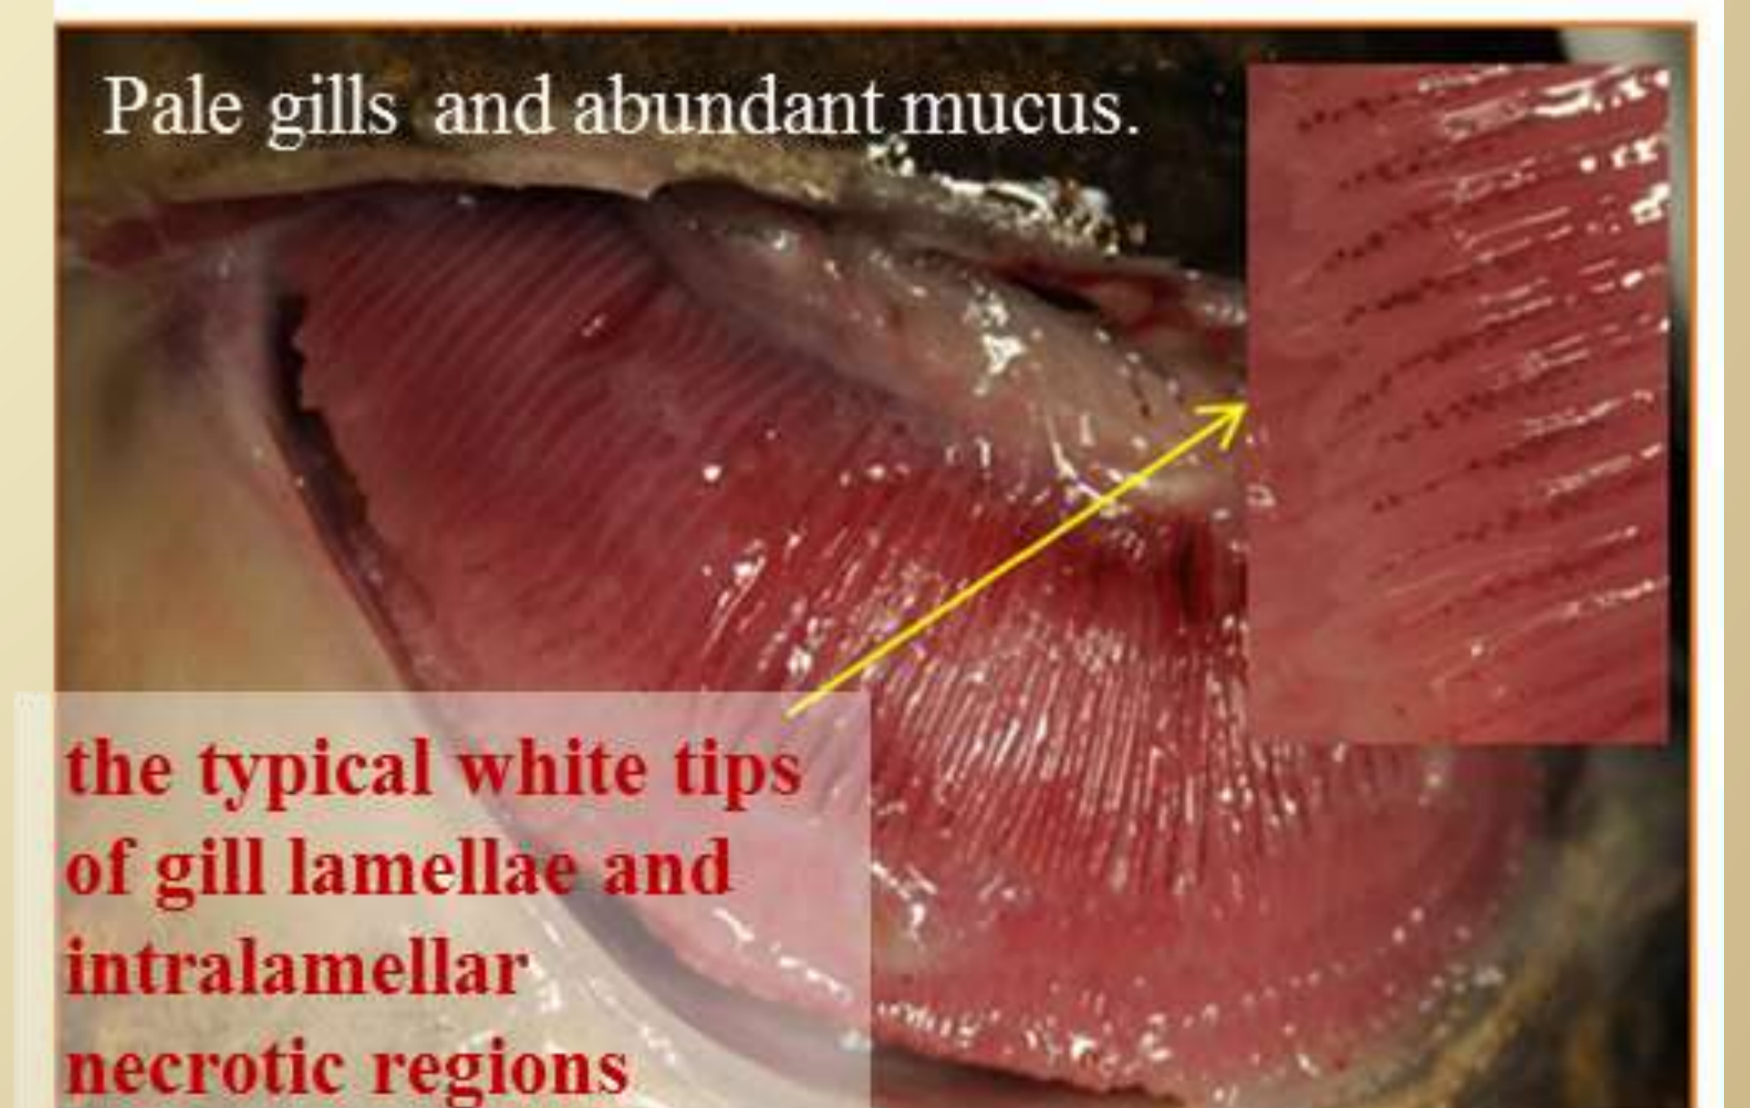 Pale gills and abundant mucus.
the typical white tips
of gill lamellae and
intralamellar
necrotic regions